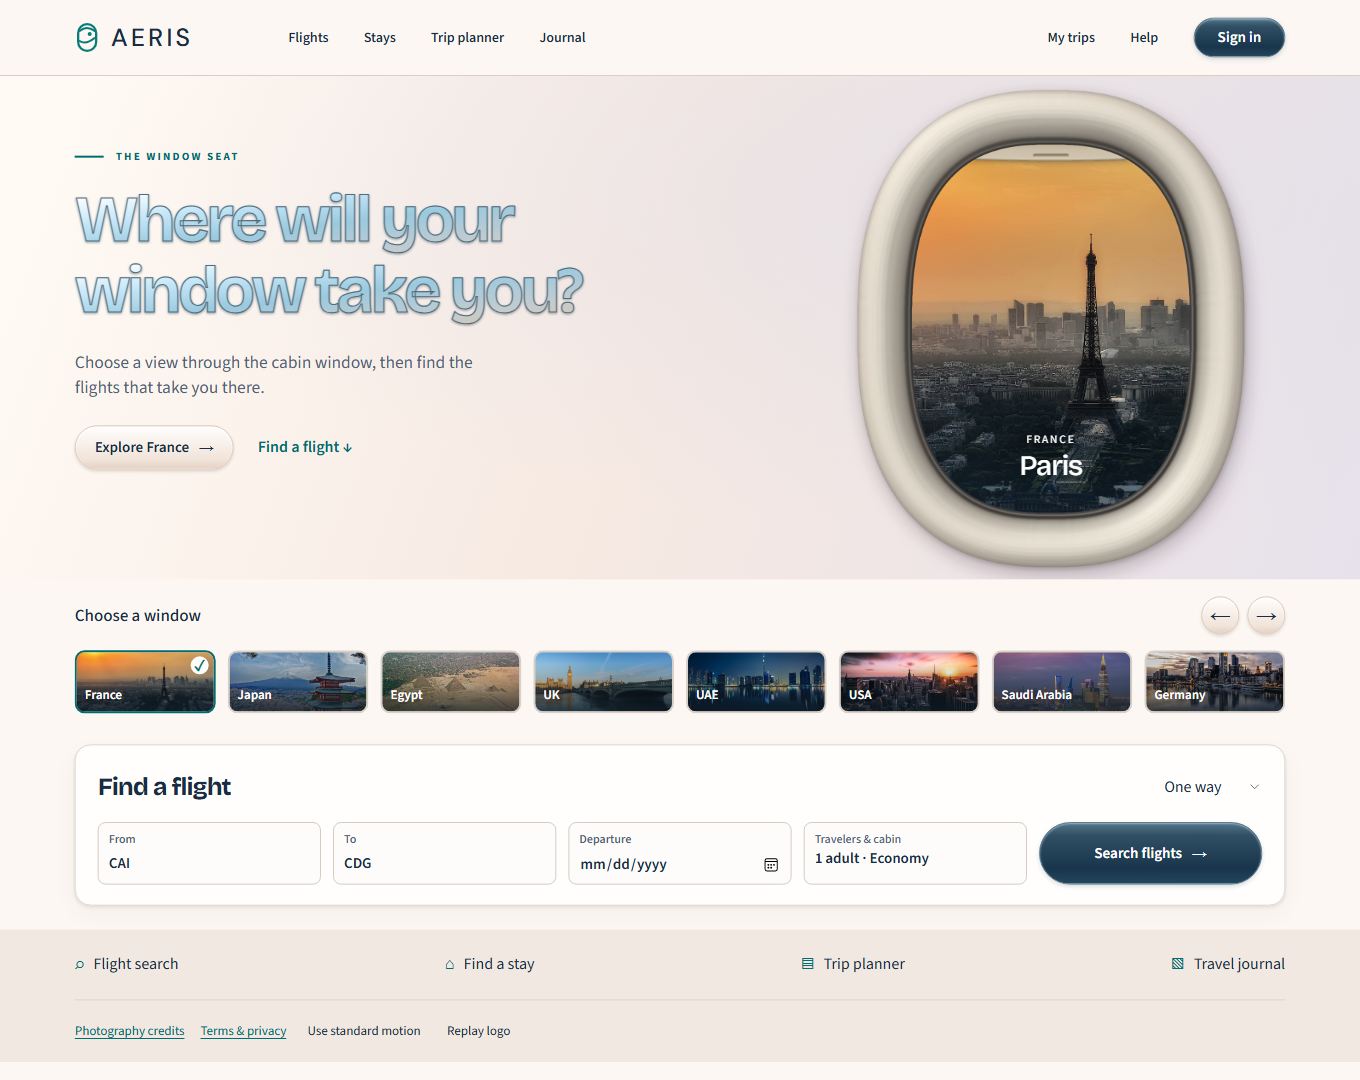 AERIS
Flights
Stays
Trip planner
Journal
My trips
Help
Sign in
THE WINDOW SEAT
Where will your
window take you?
Choose a view through the cabin window, then find the
flights that take you there.
Explore France →
Find a flight ↓
FRANCE
Paris
Choose a window
← →
France
Japan
Egypt
UK
UAE
USA
Saudi Arabia
Germany
Find a flight
One way
From
CAI
To
CDG
Departure
mm/dd/yyyy
Travelers & cabin
1 adult · Economy
Search flights →
Flight search
Find a stay
Trip planner
Travel journal
Photography credits
Terms & privacy
Use standard motion
Replay logo